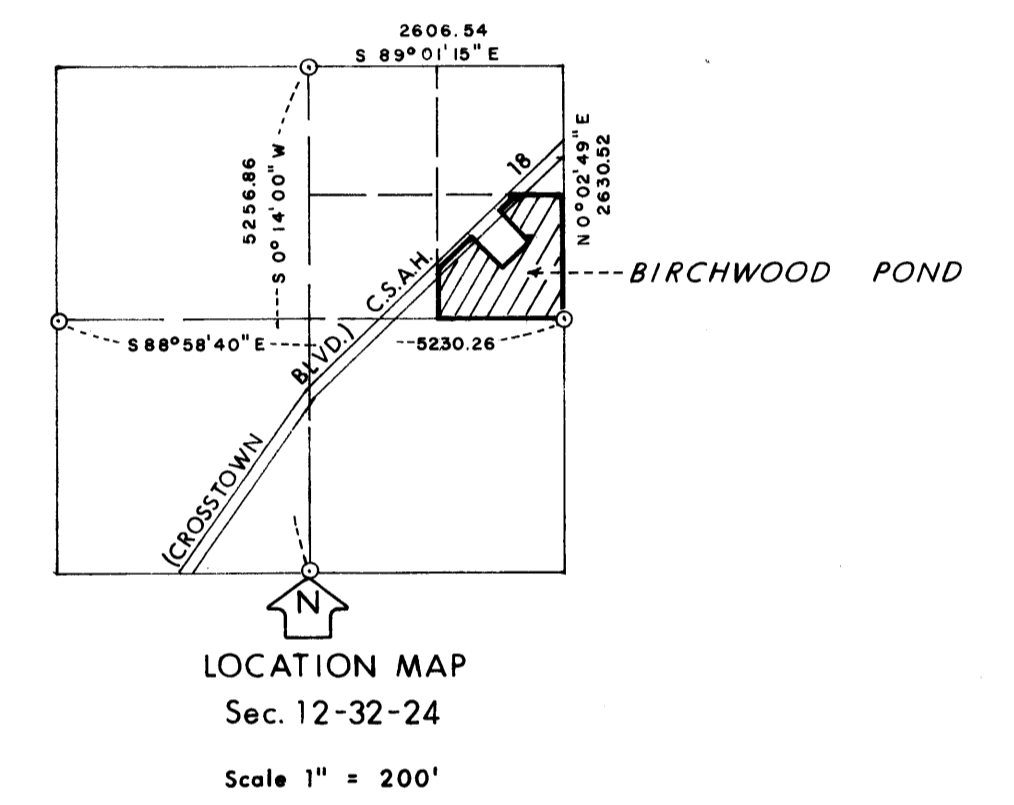 2606.54
S 89° 01' 15" E
18
N 0° 02' 49" E
2630.52
5256.86
S 0° 14' 00" W
(CROSSTOWN BLVD.) C.S.A.H.
BIRCHWOOD POND
S 88° 58' 40" E
5230.26
N
LOCATION MAP
Sec. 12-32-24
Scale 1" = 200'